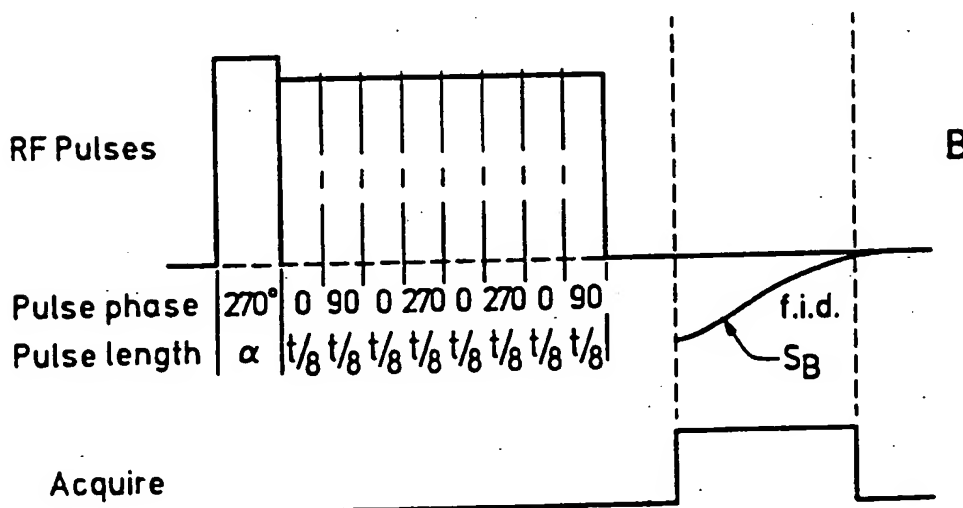 RF Pulses
B
Pulse phase 270° 0 90 0 270 0 270 0 90
f.i.d.
Pulse length α t/8 t/8 t/8 t/8 t/8 t/8 t/8 t/8
S_B
Acquire